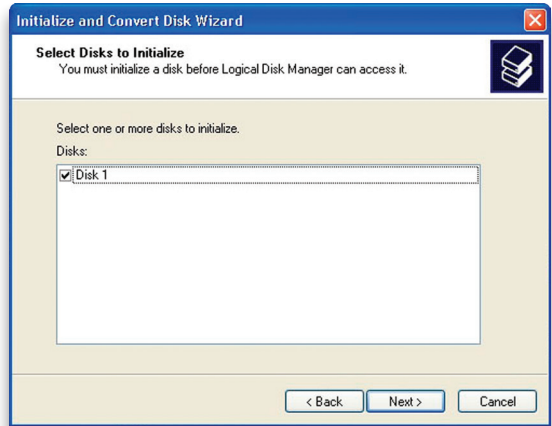 Initialize and Convert Disk Wizard
Select Disks to Initialize
You must initialize a disk before Logical Disk Manager can access it.
Select one or more disks to initialize.
Disks:
Disk 1
< Back Next > Cancel